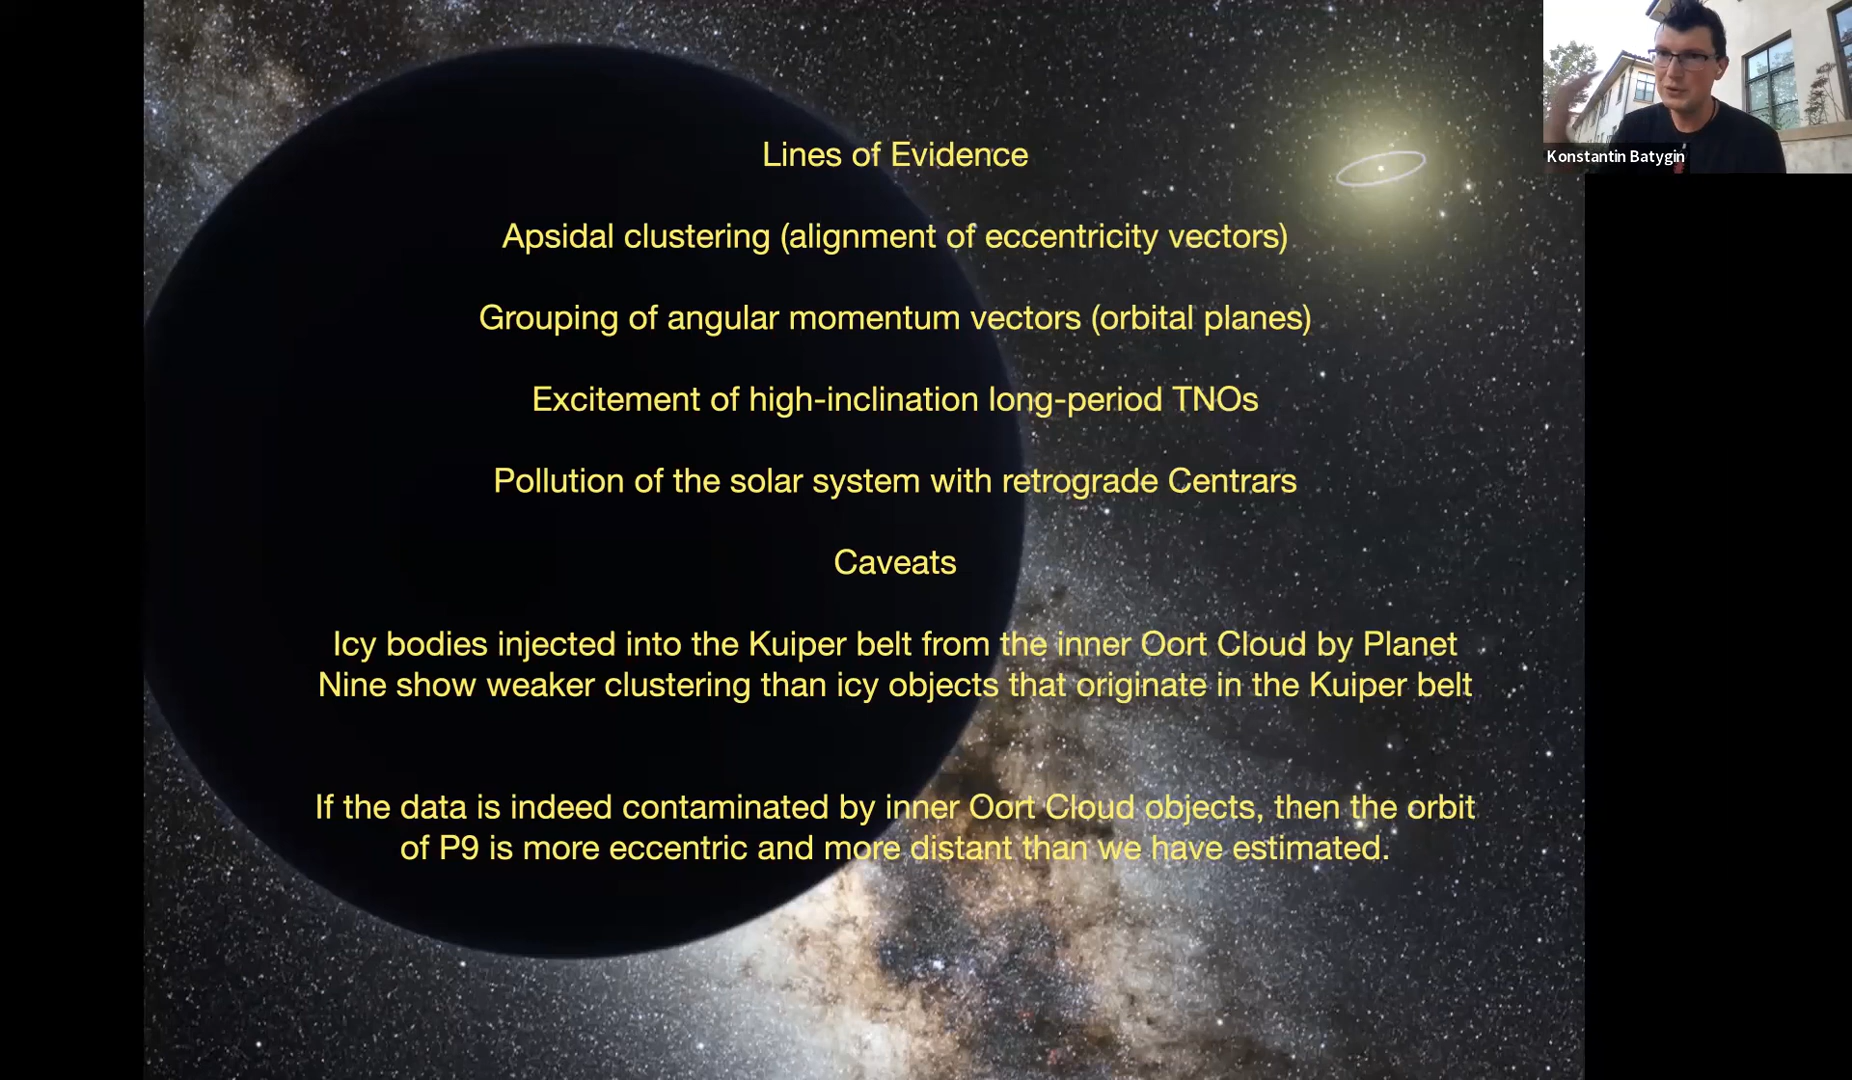 Konstantin Batygin
Lines of Evidence
Apsidal clustering (alignment of eccentricity vectors)
Grouping of angular momentum vectors (orbital planes)
Excitement of high-inclination long-period TNOs
Pollution of the solar system with retrograde Centrars
Caveats
Icy bodies injected into the Kuiper belt from the inner Oort Cloud by Planet
Nine show weaker clustering than icy objects that originate in the Kuiper belt
If the data is indeed contaminated by inner Oort Cloud objects, then the orbit
of P9 is more eccentric and more distant than we have estimated.